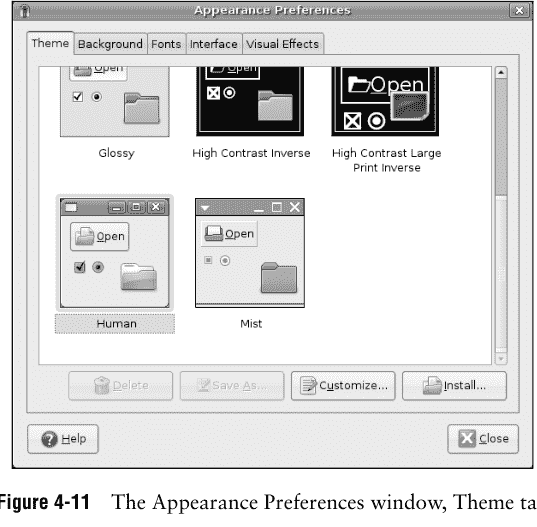 Appearance Preferences
Theme Background Fonts Interface Visual Effects
Open Open Open
Glossy High Contrast Inverse High Contrast Large
Print Inverse
Open Open
Human Mist
Delete Save As... Customize... Install...
Help Close
Figure 4-11 The Appearance Preferences window, Theme ta